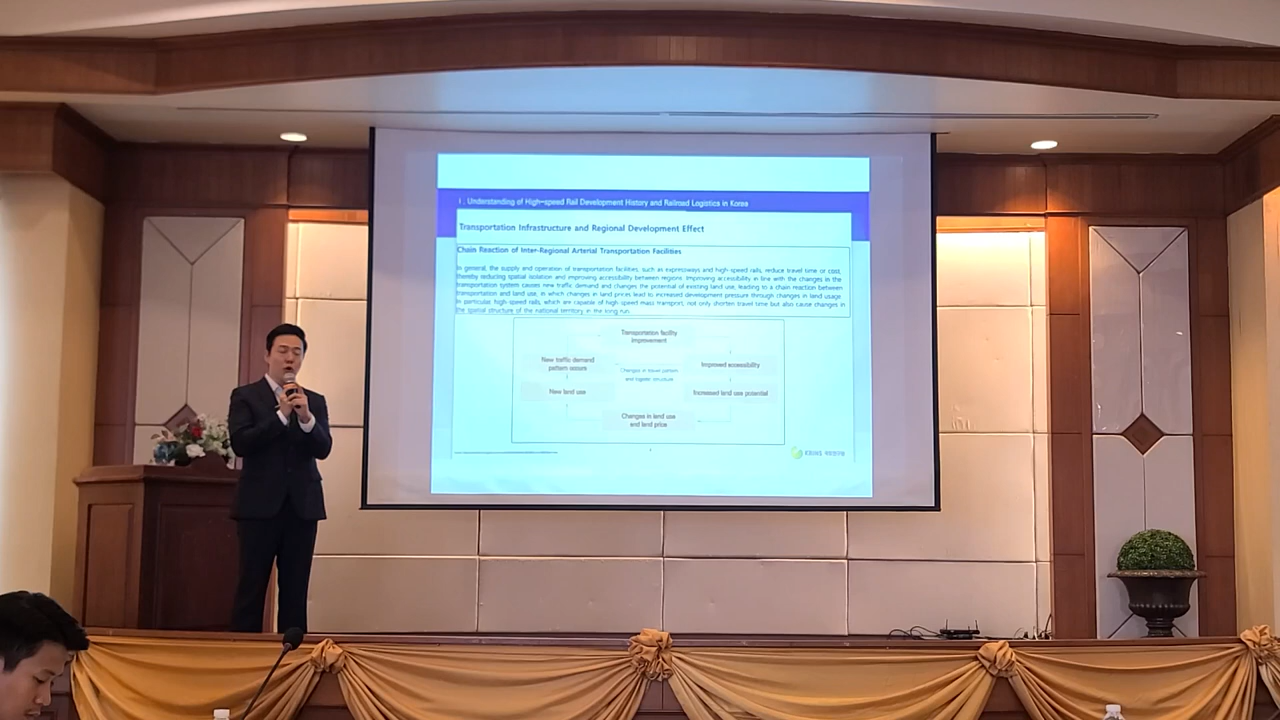 Ⅰ. Understanding of High-speed Rail Development History and Railroad Logistics in Korea
Transportation Infrastructure and Regional Development Effect
Chain Reaction of Inter-Regional Arterial Transportation Facilities
In general, the supply and operation of transportation facilities, such as expressways and high-speed rails, reduce travel time or cost,
thereby reducing spatial isolation and improving accessibility between regions. Improving accessibility in line with the changes in the
transportation system causes new traffic demand and changes the potential of existing land use, leading to a chain reaction between
transportation and land use, in which changes in land prices lead to increased development pressure through changes in land usage.
In particular, high-speed rails, which are capable of high-speed mass transport, not only shorten travel time but also cause changes in
the spatial structure of the national territory in the long run.
Transportation facility
improvement
New traffic demand
pattern occurs
Changes in travel pattern
and logistic structure
Improved accessibility
New land use
Increased land use potential
Changes in land use
and land price